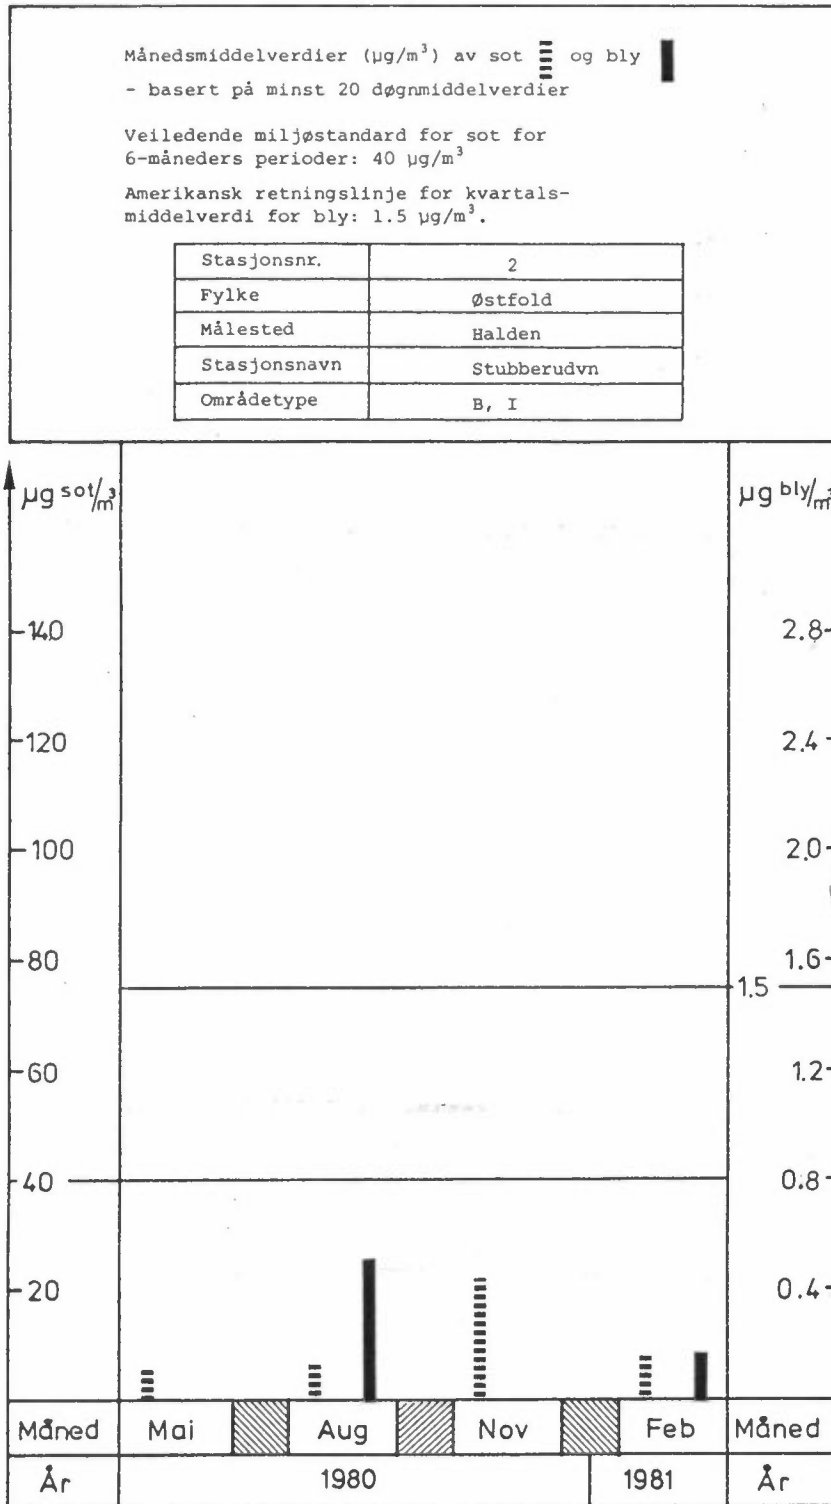 Månedsmiddelverdier (µg/m³) av sot og bly
- basert på minst 20 døgnmiddelverdier
Veiledende miljøstandard for sot for
6-måneders perioder: 40 µg/m³
Amerikansk retningslinje for kvartals-
middelverdi for bly: 1.5 µg/m³.
Stasjonsnr. 2
Fylke Østfold
Målested Halden
Stasjonsnavn Stubberudvn
Områdetype B, I
µg sot/m³ µg bly/m³
140 2.8
120 2.4
100 2.0
80 1.6
1.5
60 1.2
40 0.8
20 0.4
Måned Mai Aug Nov Feb Måned
År 1980 1981 År